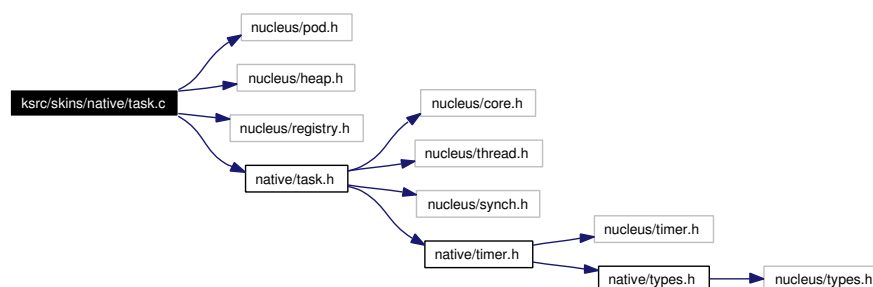 nucleus/pod.h
nucleus/heap.h
ksrc/skins/native/task.c
nucleus/core.h
nucleus/registry.h
nucleus/thread.h
native/task.h
nucleus/synch.h
nucleus/timer.h
native/timer.h
native/types.h
nucleus/types.h